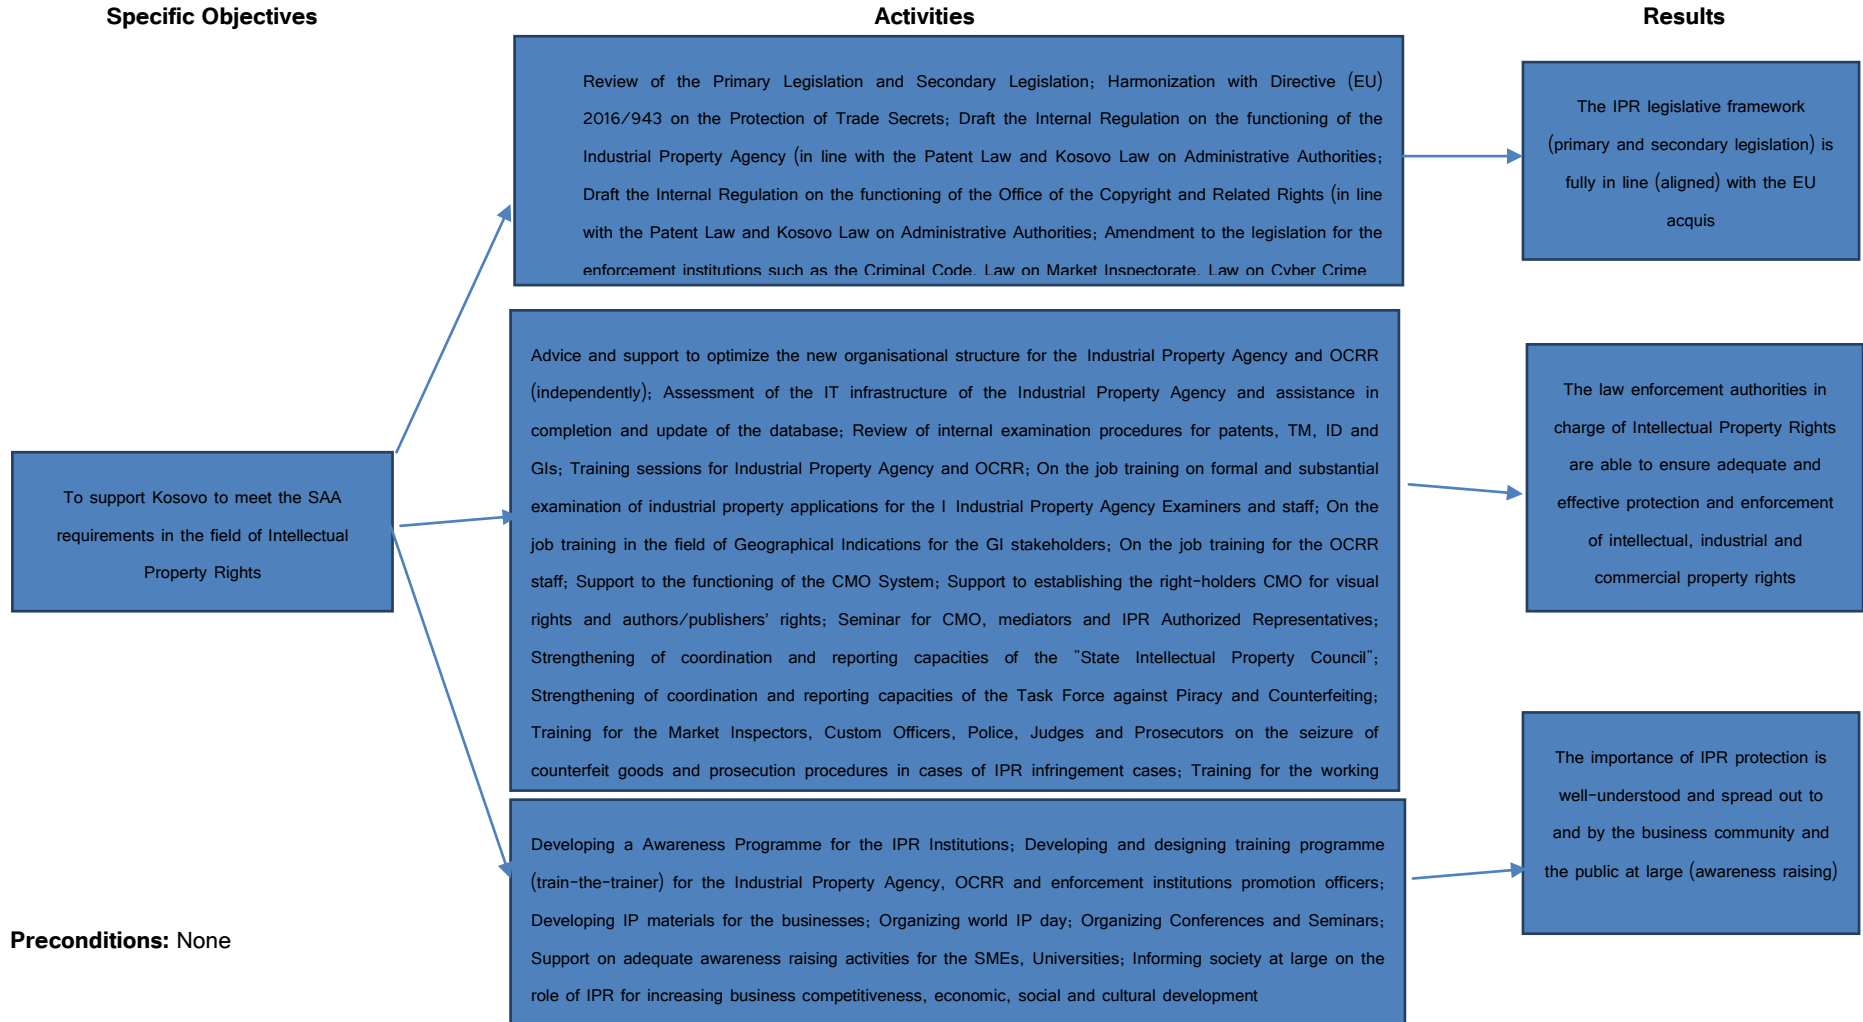 Specific Objectives
Activities
Results
Review of the Primary Legislation and Secondary Legislation; Harmonization with Directive (EU)
2016/943 on the Protection of Trade Secrets; Draft the Internal Regulation on the functioning of the
Industrial Property Agency (in line with the Patent Law and Kosovo Law on Administrative Authorities;
Draft the Internal Regulation on the functioning of the Office of the Copyright and Related Rights (in line
with the Patent Law and Kosovo Law on Administrative Authorities; Amendment to the legislation for the
enforcement institutions such as the Criminal Code, Law on Market Inspectorate, Law on Cyber Crime
The IPR legislative framework
(primary and secondary legislation) is
fully in line (aligned) with the EU
acquis
To support Kosovo to meet the SAA
requirements in the field of Intellectual
Property Rights
Advice and support to optimize the new organisational structure for the Industrial Property Agency and OCRR
(independently); Assessment of the IT infrastructure of the Industrial Property Agency and assistance in
completion and update of the database; Review of internal examination procedures for patents, TM, ID and
GIs; Training sessions for Industrial Property Agency and OCRR; On the job training on formal and substantial
examination of industrial property applications for the I Industrial Property Agency Examiners and staff; On the
job training in the field of Geographical Indications for the GI stakeholders; On the job training for the OCRR
staff; Support to the functioning of the CMO System; Support to establishing the right-holders CMO for visual
rights and authors/publishers' rights; Seminar for CMO, mediators and IPR Authorized Representatives;
Strengthening of coordination and reporting capacities of the "State Intellectual Property Council";
Strengthening of coordination and reporting capacities of the Task Force against Piracy and Counterfeiting;
Training for the Market Inspectors, Custom Officers, Police, Judges and Prosecutors on the seizure of
counterfeit goods and prosecution procedures in cases of IPR infringement cases; Training for the working
The law enforcement authorities in
charge of Intellectual Property Rights
are able to ensure adequate and
effective protection and enforcement
of intellectual, industrial and
commercial property rights
Developing a Awareness Programme for the IPR Institutions; Developing and designing training programme
(train-the-trainer) for the Industrial Property Agency, OCRR and enforcement institutions promotion officers;
Developing IP materials for the businesses; Organizing world IP day; Organizing Conferences and Seminars;
Support on adequate awareness raising activities for the SMEs, Universities; Informing society at large on the
role of IPR for increasing business competitiveness, economic, social and cultural development
The importance of IPR protection is
well-understood and spread out to
and by the business community and
the public at large (awareness raising)
Preconditions: None